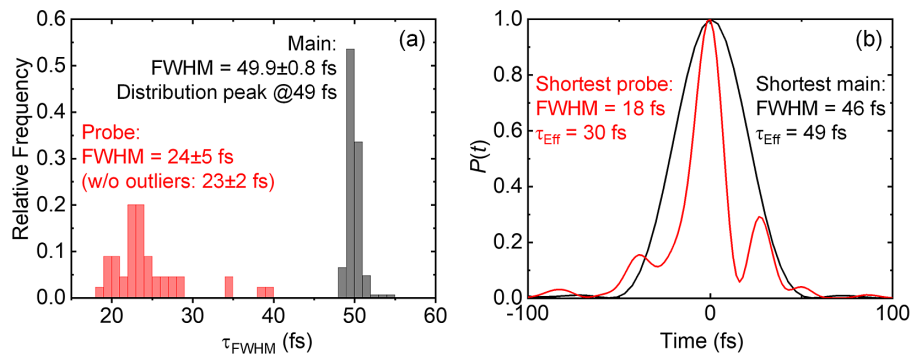 (a)
Main:
FWHM = 49.9±0.8 fs
Distribution peak @49 fs
Probe:
FWHM = 24±5 fs
(w/o outliers: 23±2 fs)
Relative Frequency
0.6
0.5
0.4
0.3
0.2
0.1
0.0
20 30 40 50 60
τFWHM (fs)
(b)
Shortest probe:
FWHM = 18 fs
τEff = 30 fs
Shortest main:
FWHM = 46 fs
τEff = 49 fs
P(t)
1.0
0.8
0.6
0.4
0.2
0.0
-100 0 100
Time (fs)